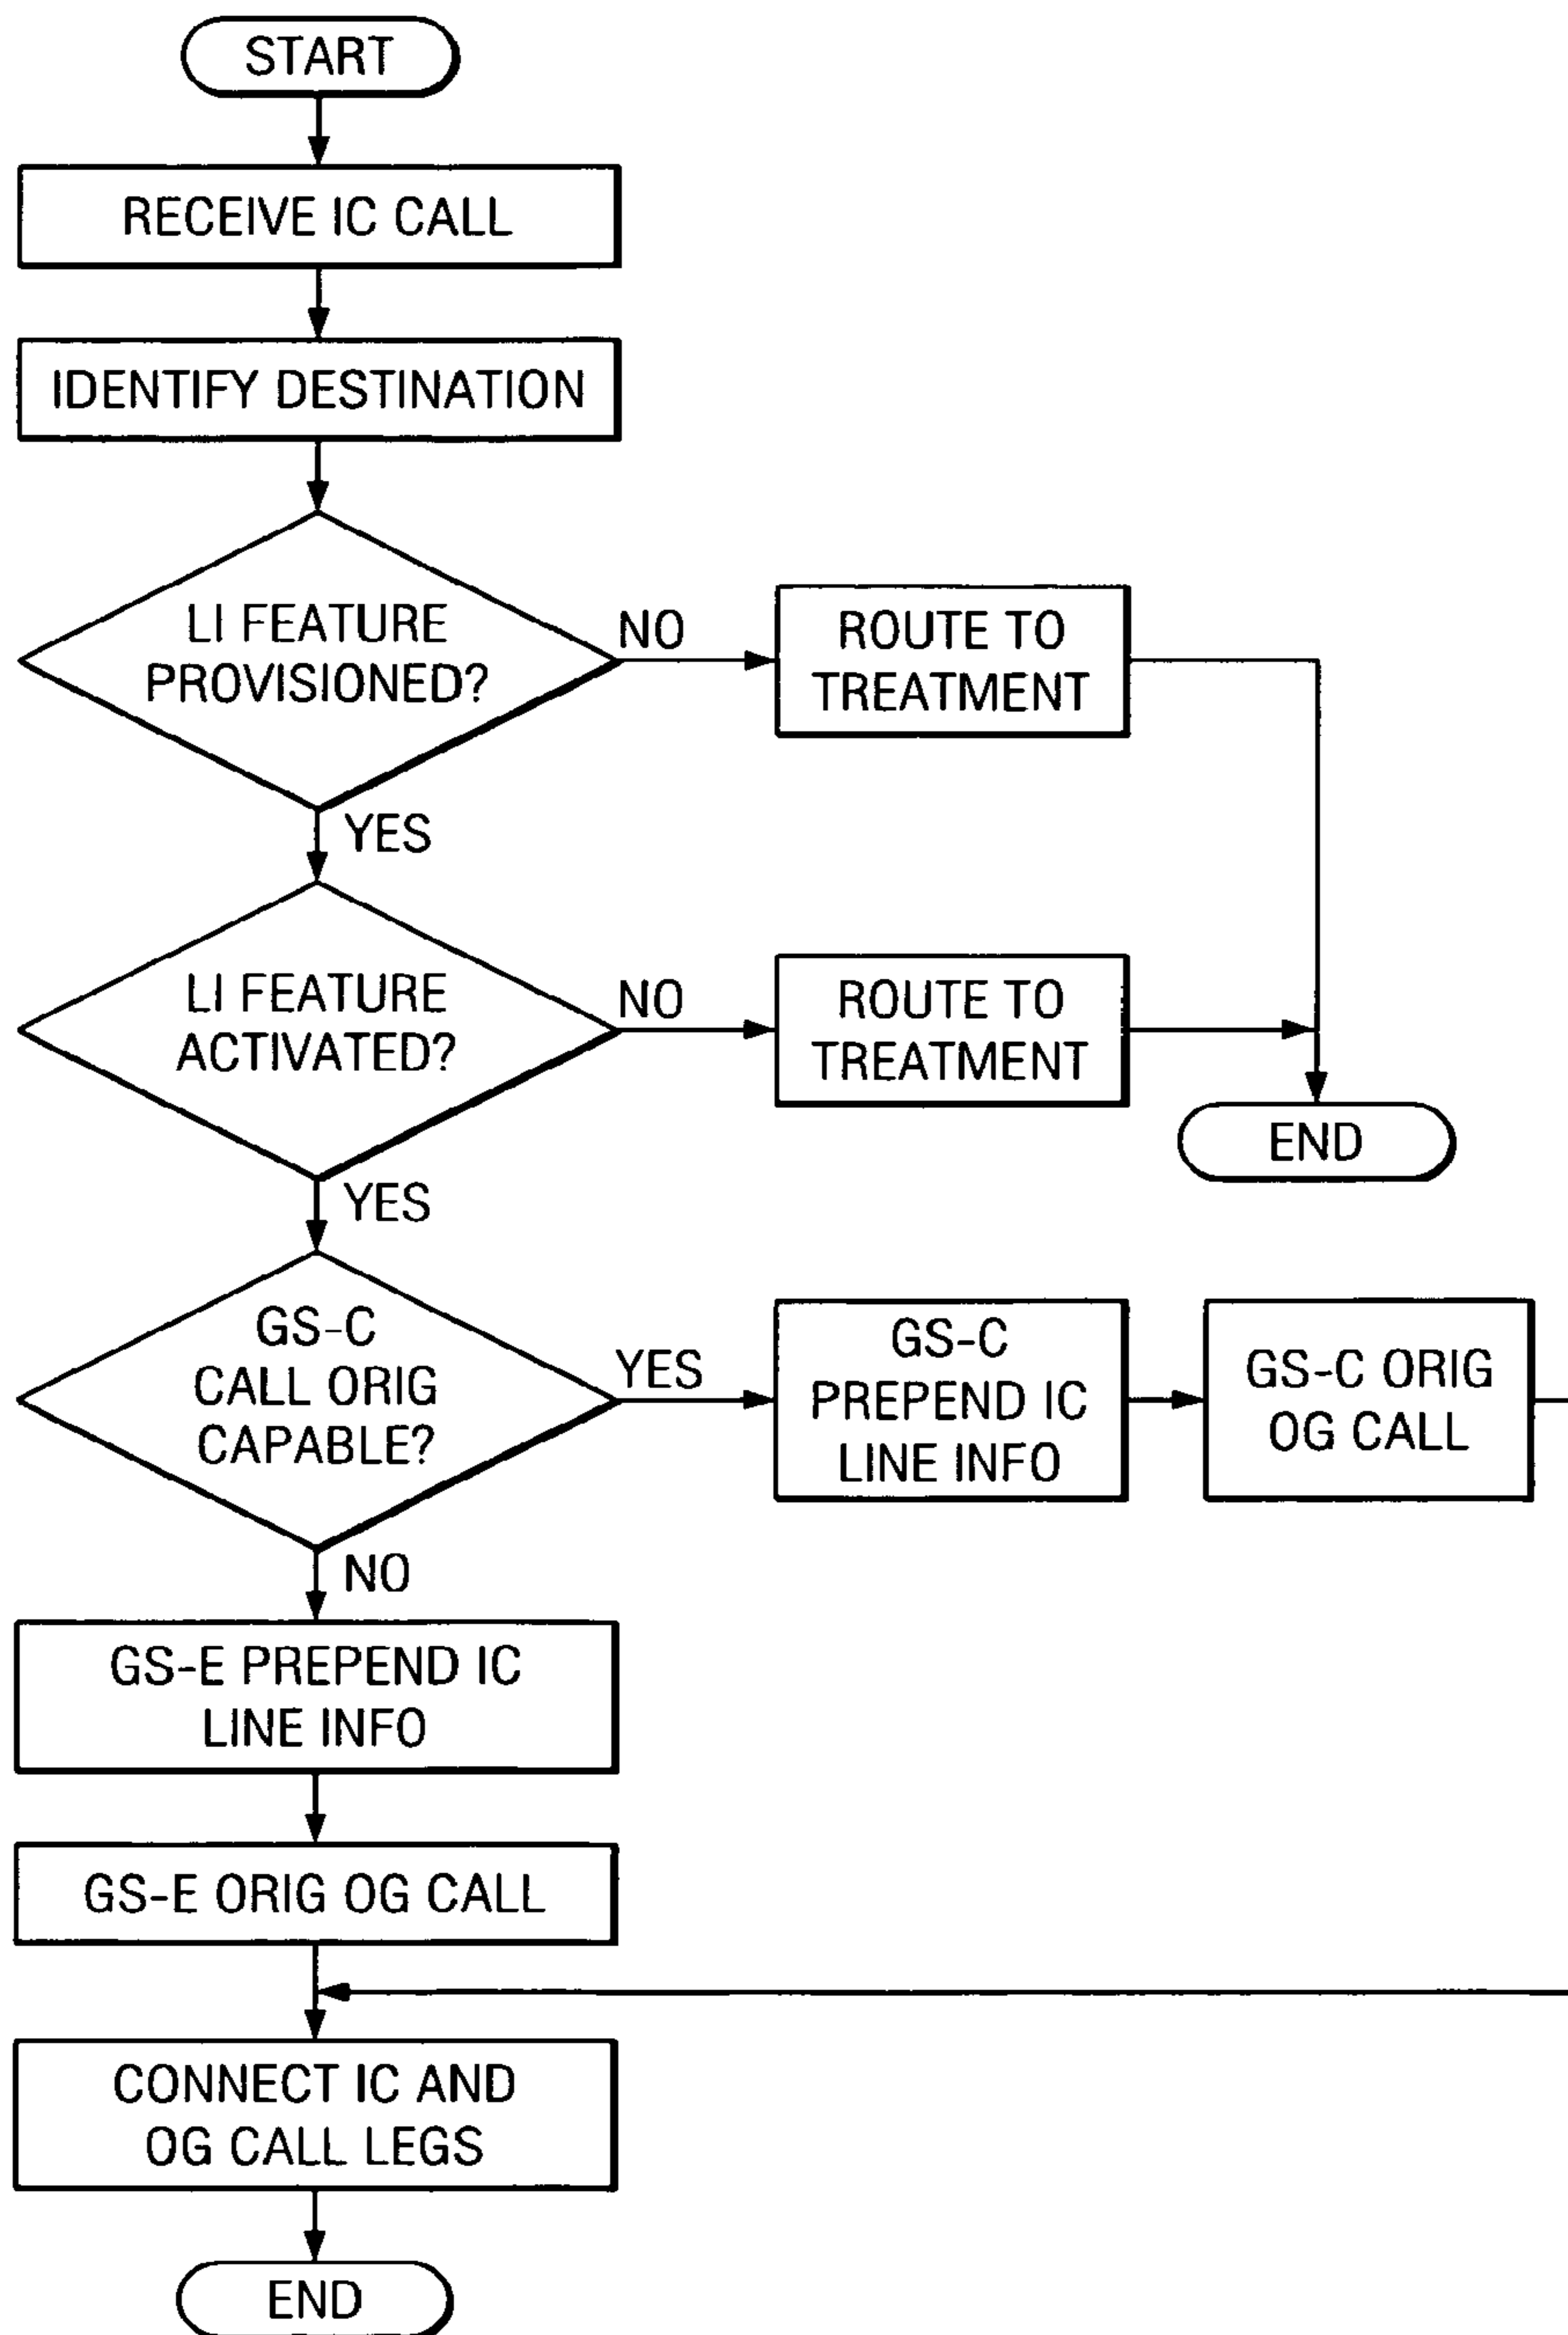 START
RECEIVE IC CALL
IDENTIFY DESTINATION
LI FEATURE
PROVISIONED?
NO
ROUTE TO
TREATMENT
YES
LI FEATURE
ACTIVATED?
NO
ROUTE TO
TREATMENT
END
YES
GS-C
CALL ORIG
CAPABLE?
YES
GS-C
PREPEND IC
LINE INFO
GS-C ORIG
OG CALL
NO
GS-E PREPEND IC
LINE INFO
GS-E ORIG OG CALL
CONNECT IC AND
OG CALL LEGS
END